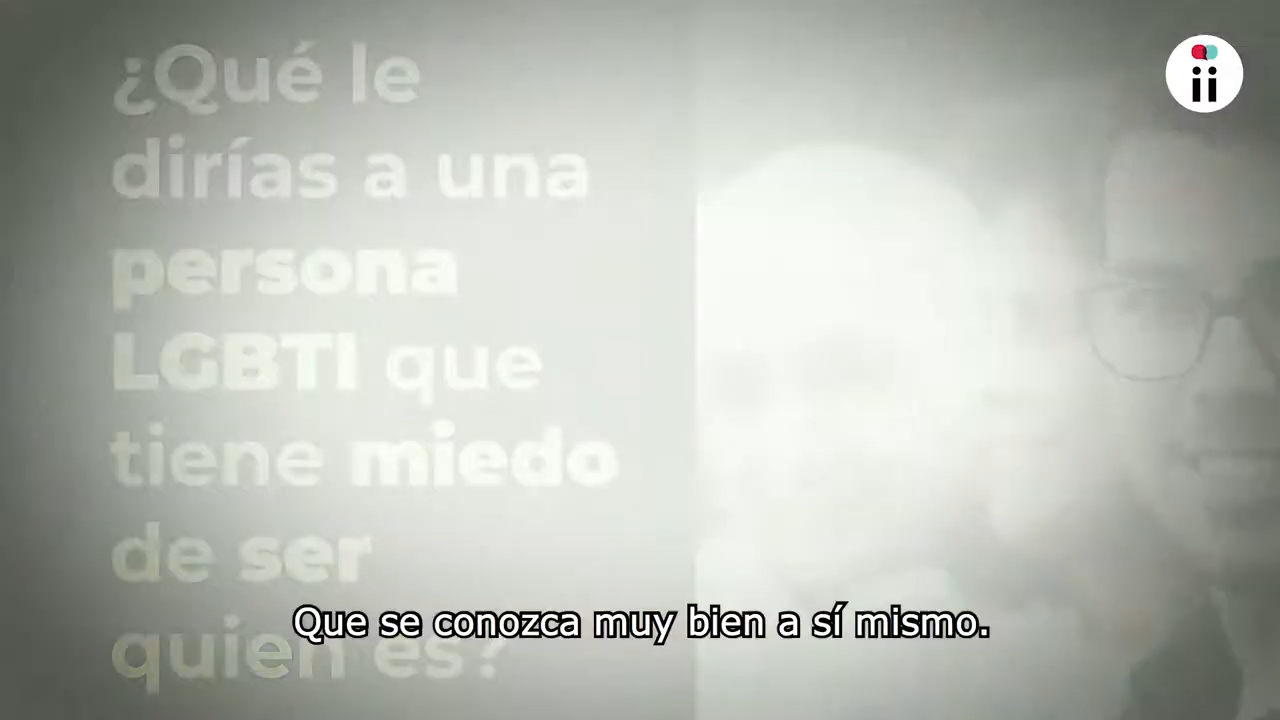 ¿Qué le
dirías a una
persona
LGBTI que
tiene miedo
de ser
quien es?
Que se conozca muy bien a sí mismo.
ii